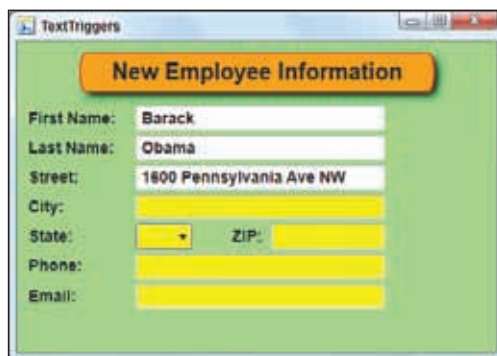 TextTriggers
New Employee Information
First Name: Barack
Last Name: Obama
Street: 1600 Pennsylvania Ave NW
City:
State: ZIP:
Phone:
Email: